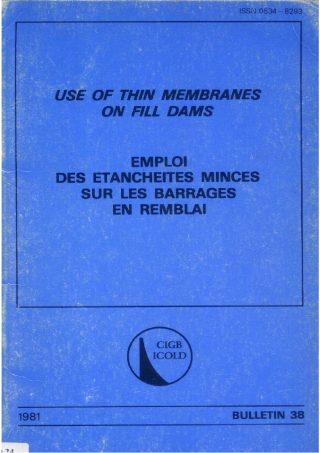 ISSN 0534-8293
USE OF THIN MEMBRANES
ON FILL DAMS
EMPLOI
DES ETANCHEITES MINCES
SUR LES BARRAGES
EN REMBLAI
CIGB
ICOLD
1981
BULLETIN 38